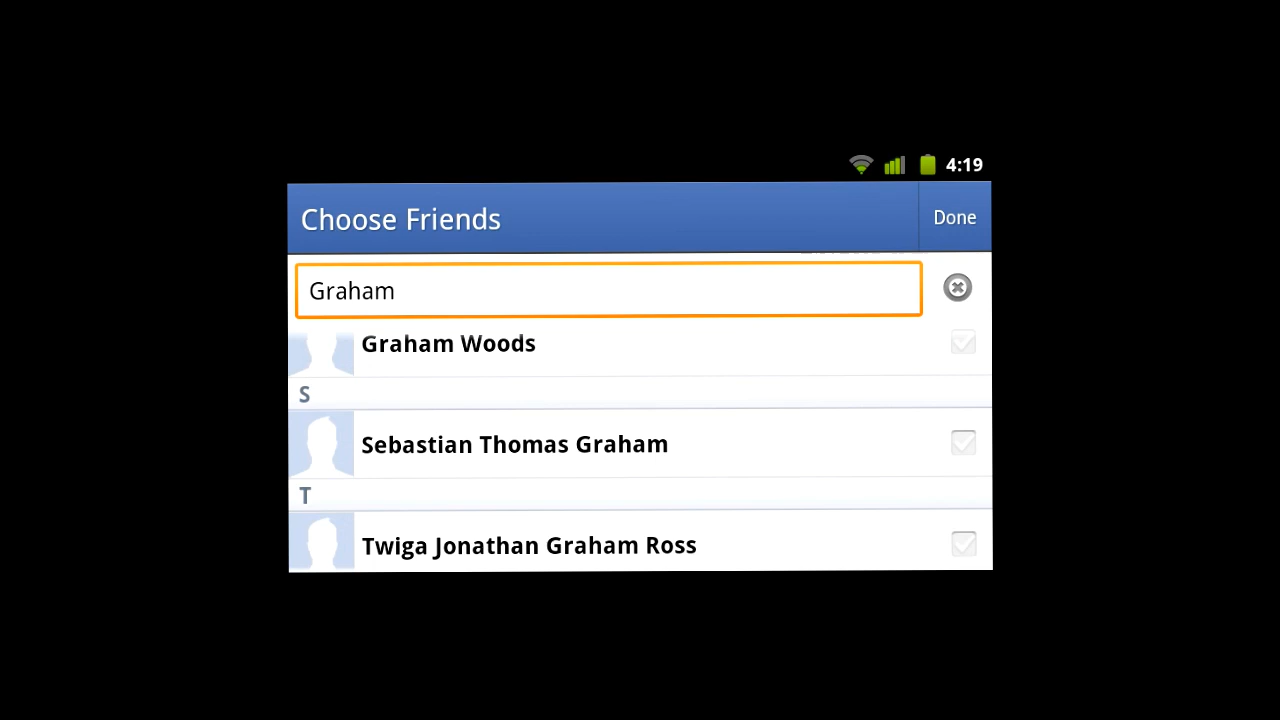 4:19
Choose Friends
Done
Graham
Graham Woods
S
Sebastian Thomas Graham
T
Twiga Jonathan Graham Ross